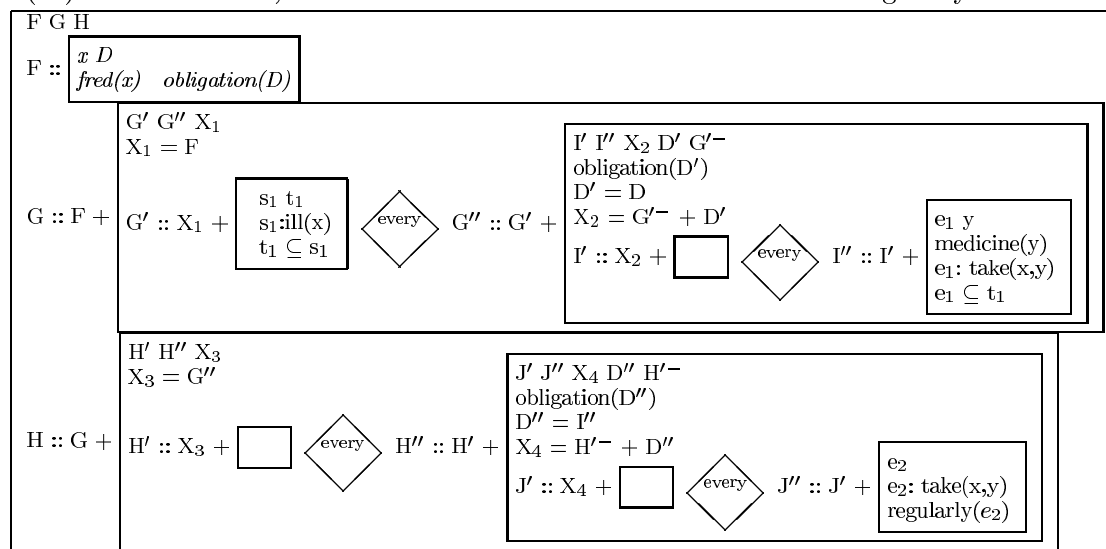 F G H
F ::
x D
fred(x) obligation(D)
G′ G″ X₁
X₁ = F
G :: F + G′ :: X₁ +
s₁ t₁
s₁:ill(x)
t₁ ⊆ s₁
every
G″ :: G′ +
I′ I″ X₂ D′ G′⁻
obligation(D′)
D′ = D
X₂ = G′⁻ + D′
I′ :: X₂ + every I″ :: I′ +
e₁ y
medicine(y)
e₁: take(x,y)
e₁ ⊆ t₁
H′ H″ X₃
X₃ = G″
H :: G + H′ :: X₃ + every H″ :: H′ +
J′ J″ X₄ D″ H′⁻
obligation(D″)
D″ = I″
X₄ = H′⁻ + D″
J′ :: X₄ + every J″ :: J′ +
e₂
e₂: take(x,y)
regularly(e₂)